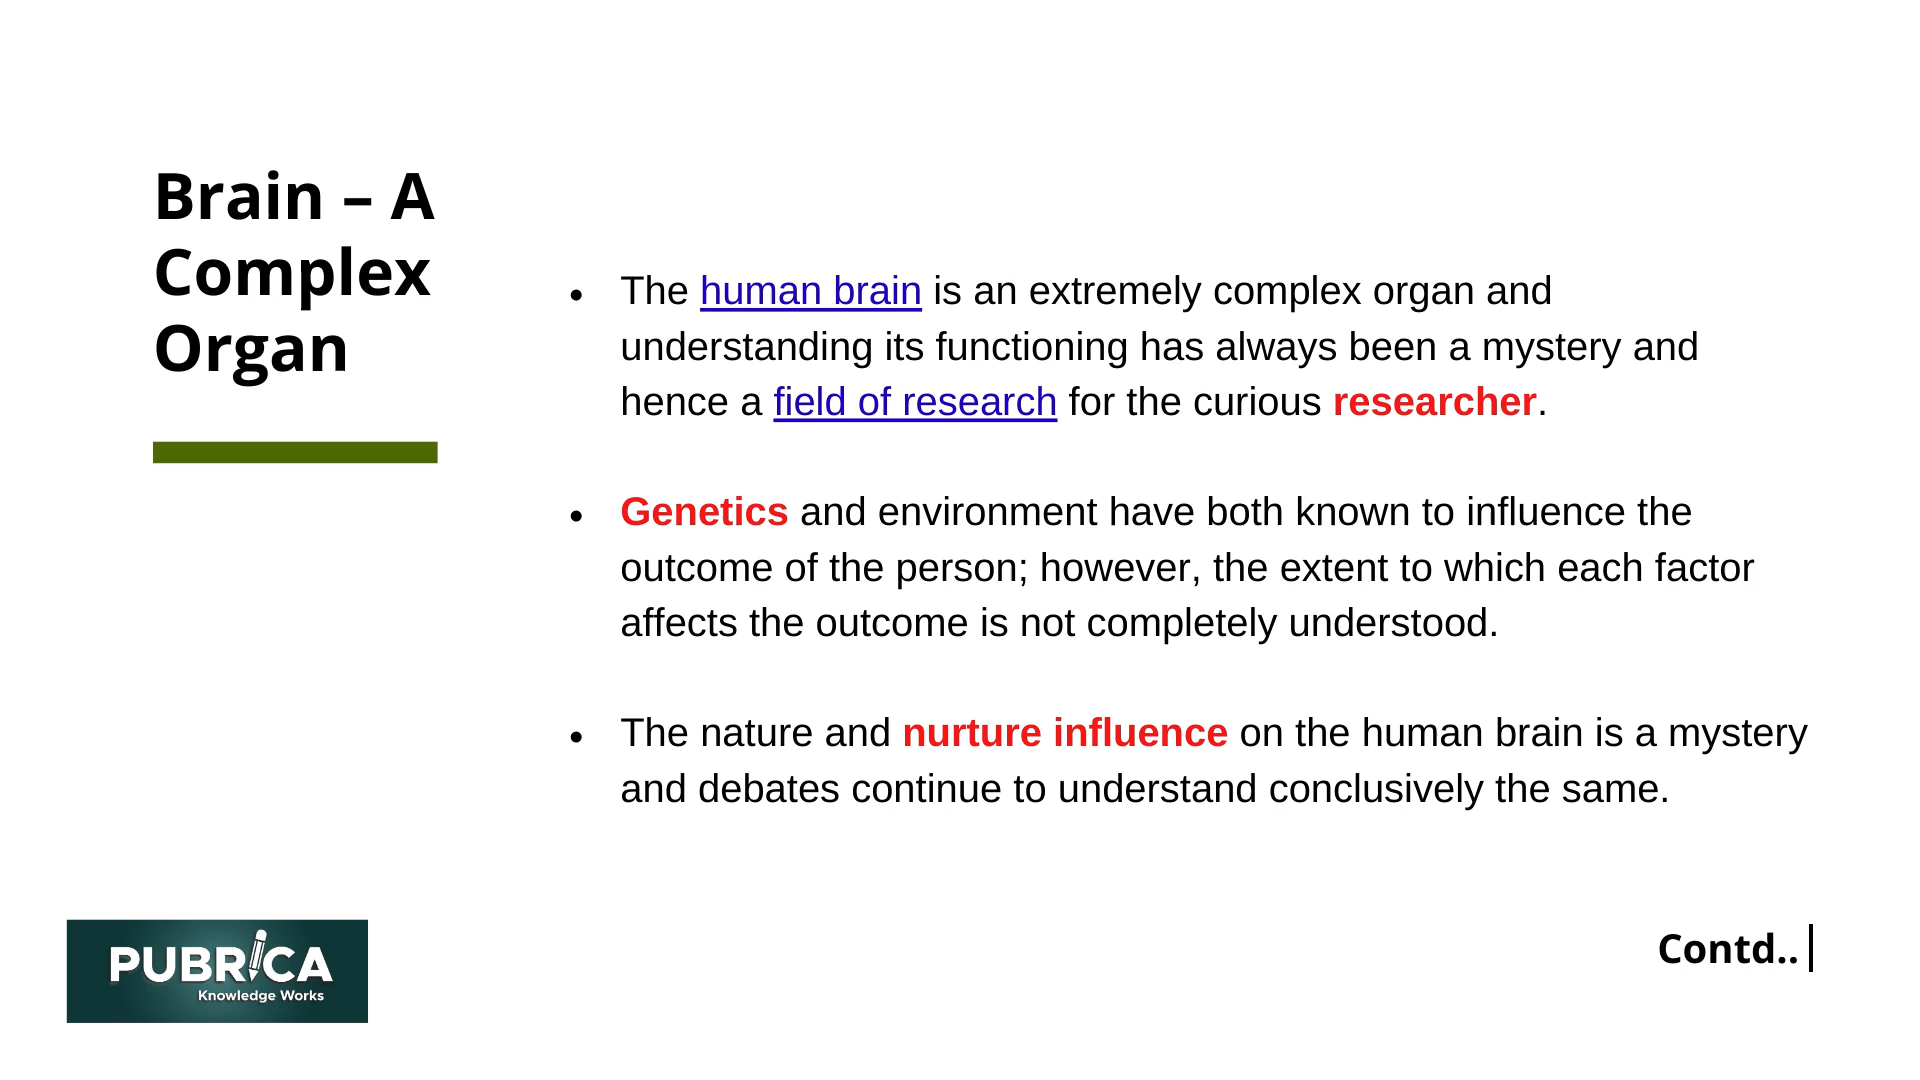 Brain – A
Complex
Organ
• The human brain is an extremely complex organ and
understanding its functioning has always been a mystery and
hence a field of research for the curious researcher.
• Genetics and environment have both known to influence the
outcome of the person; however, the extent to which each factor
affects the outcome is not completely understood.
• The nature and nurture influence on the human brain is a mystery
and debates continue to understand conclusively the same.
PUBRICA
Knowledge Works
Contd..